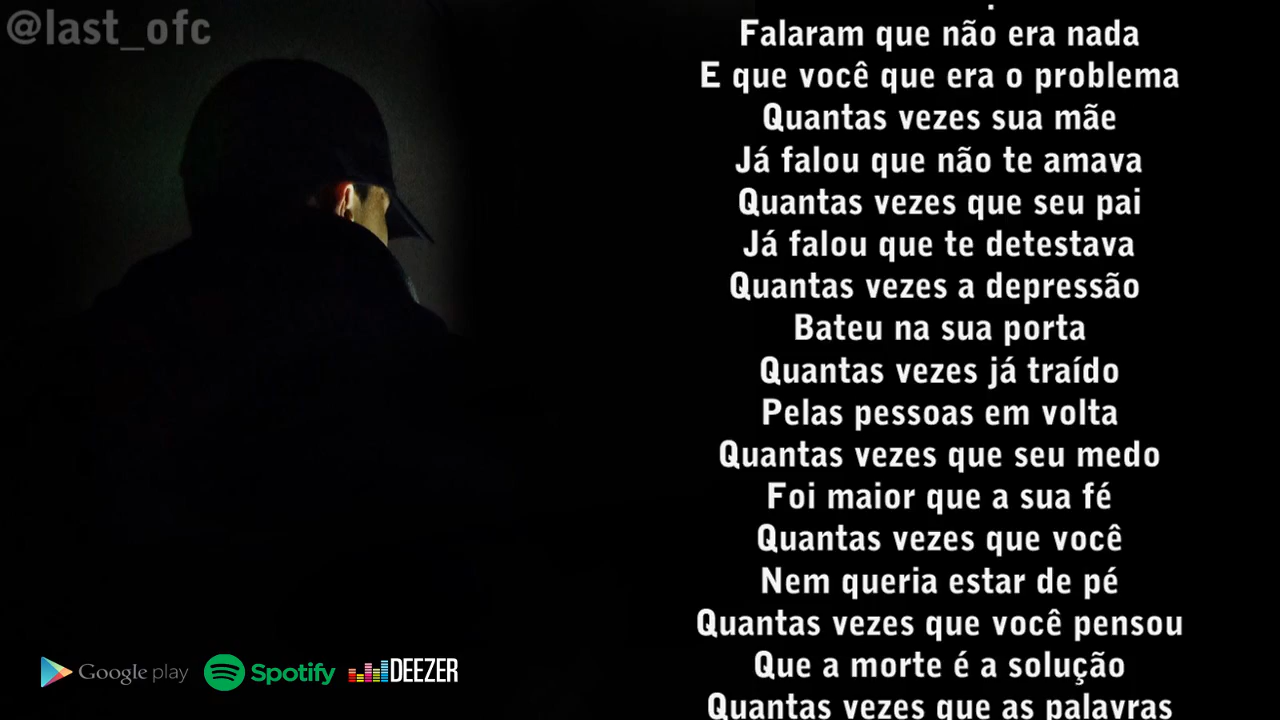 @last_ofc
Falaram que não era nada
E que você que era o problema
Quantas vezes sua mãe
Já falou que não te amava
Quantas vezes que seu pai
Já falou que te detestava
Quantas vezes a depressão
Bateu na sua porta
Quantas vezes já traído
Pelas pessoas em volta
Quantas vezes que seu medo
Foi maior que a sua fé
Quantas vezes que você
Nem queria estar de pé
Quantas vezes que você pensou
Que a morte é a solução
Quantas vezes que as palavras
Google play
Spotify
DEEZER